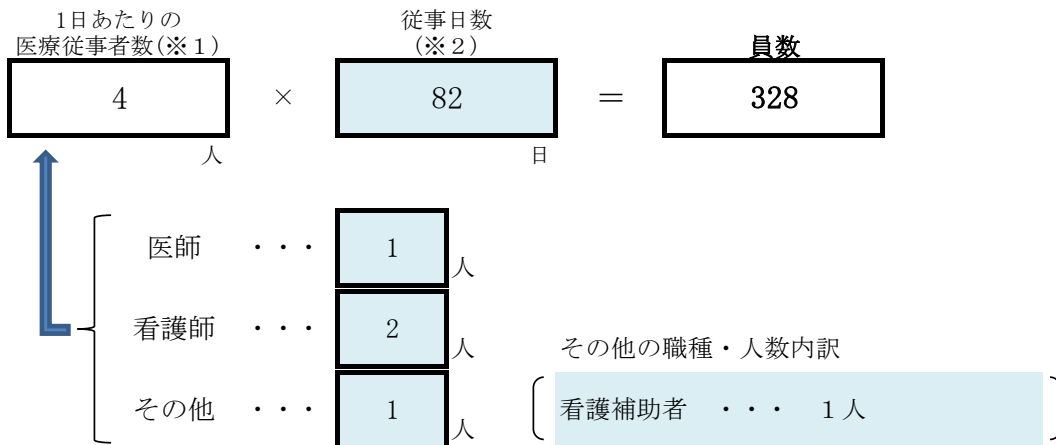 1日あたりの
医療従事者数(※１)
従事日数
(※２)
員数
4 × 82 ＝ 328
人
日
医師 ・・・ 1 人
看護師 ・・・ 2 人
その他の職種・人数内訳
その他 ・・・ 1 人
看護補助者 ・・・ １人